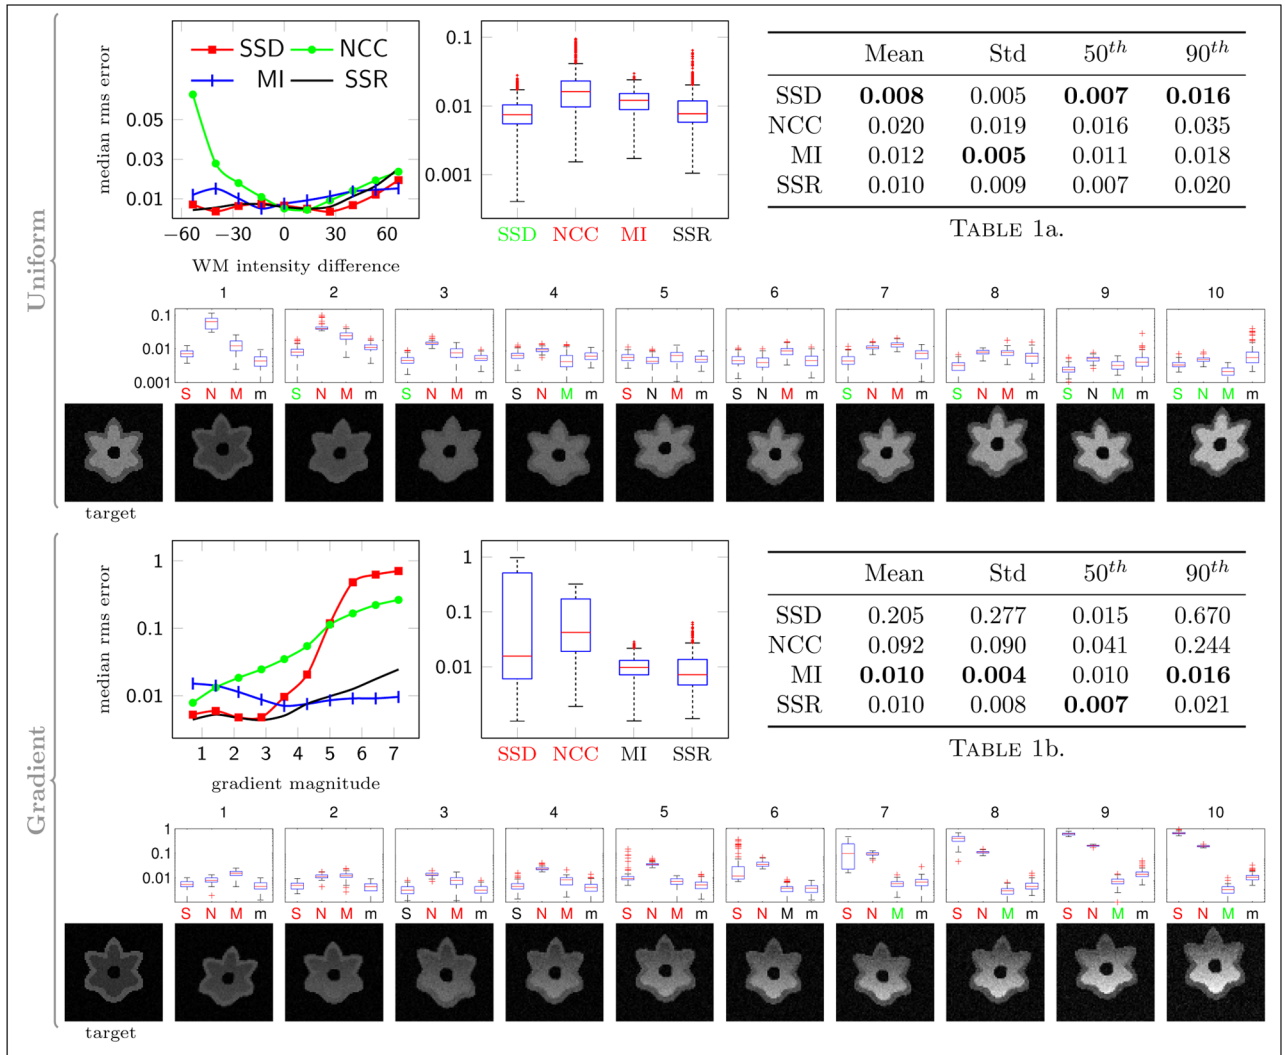 Uniform
median rms error
SSD NCC
MI SSR
0.05
0.03
0.01
−60 −30 0 30 60
WM intensity difference
0.1
0.01
0.001
SSD NCC MI SSR
Mean Std 50th 90th
SSD 0.008 0.005 0.007 0.016
NCC 0.020 0.019 0.016 0.035
MI 0.012 0.005 0.011 0.018
SSR 0.010 0.009 0.007 0.020
TABLE 1a.
1 2 3 4 5 6 7 8 9 10
0.1
0.01
0.001
S N M m S N M m S N M m S N M m S N M m S N M m S N M m S N M m S N M m S N M m
target
Gradient
median rms error
1
0.1
0.01
1 2 3 4 5 6 7
gradient magnitude
1
0.1
0.01
SSD NCC MI SSR
Mean Std 50th 90th
SSD 0.205 0.277 0.015 0.670
NCC 0.092 0.090 0.041 0.244
MI 0.010 0.004 0.010 0.016
SSR 0.010 0.008 0.007 0.021
TABLE 1b.
1 2 3 4 5 6 7 8 9 10
1
0.1
0.01
S N M m S N M m S N M m S N M m S N M m S N M m S N M m S N M m S N M m S N M m
target